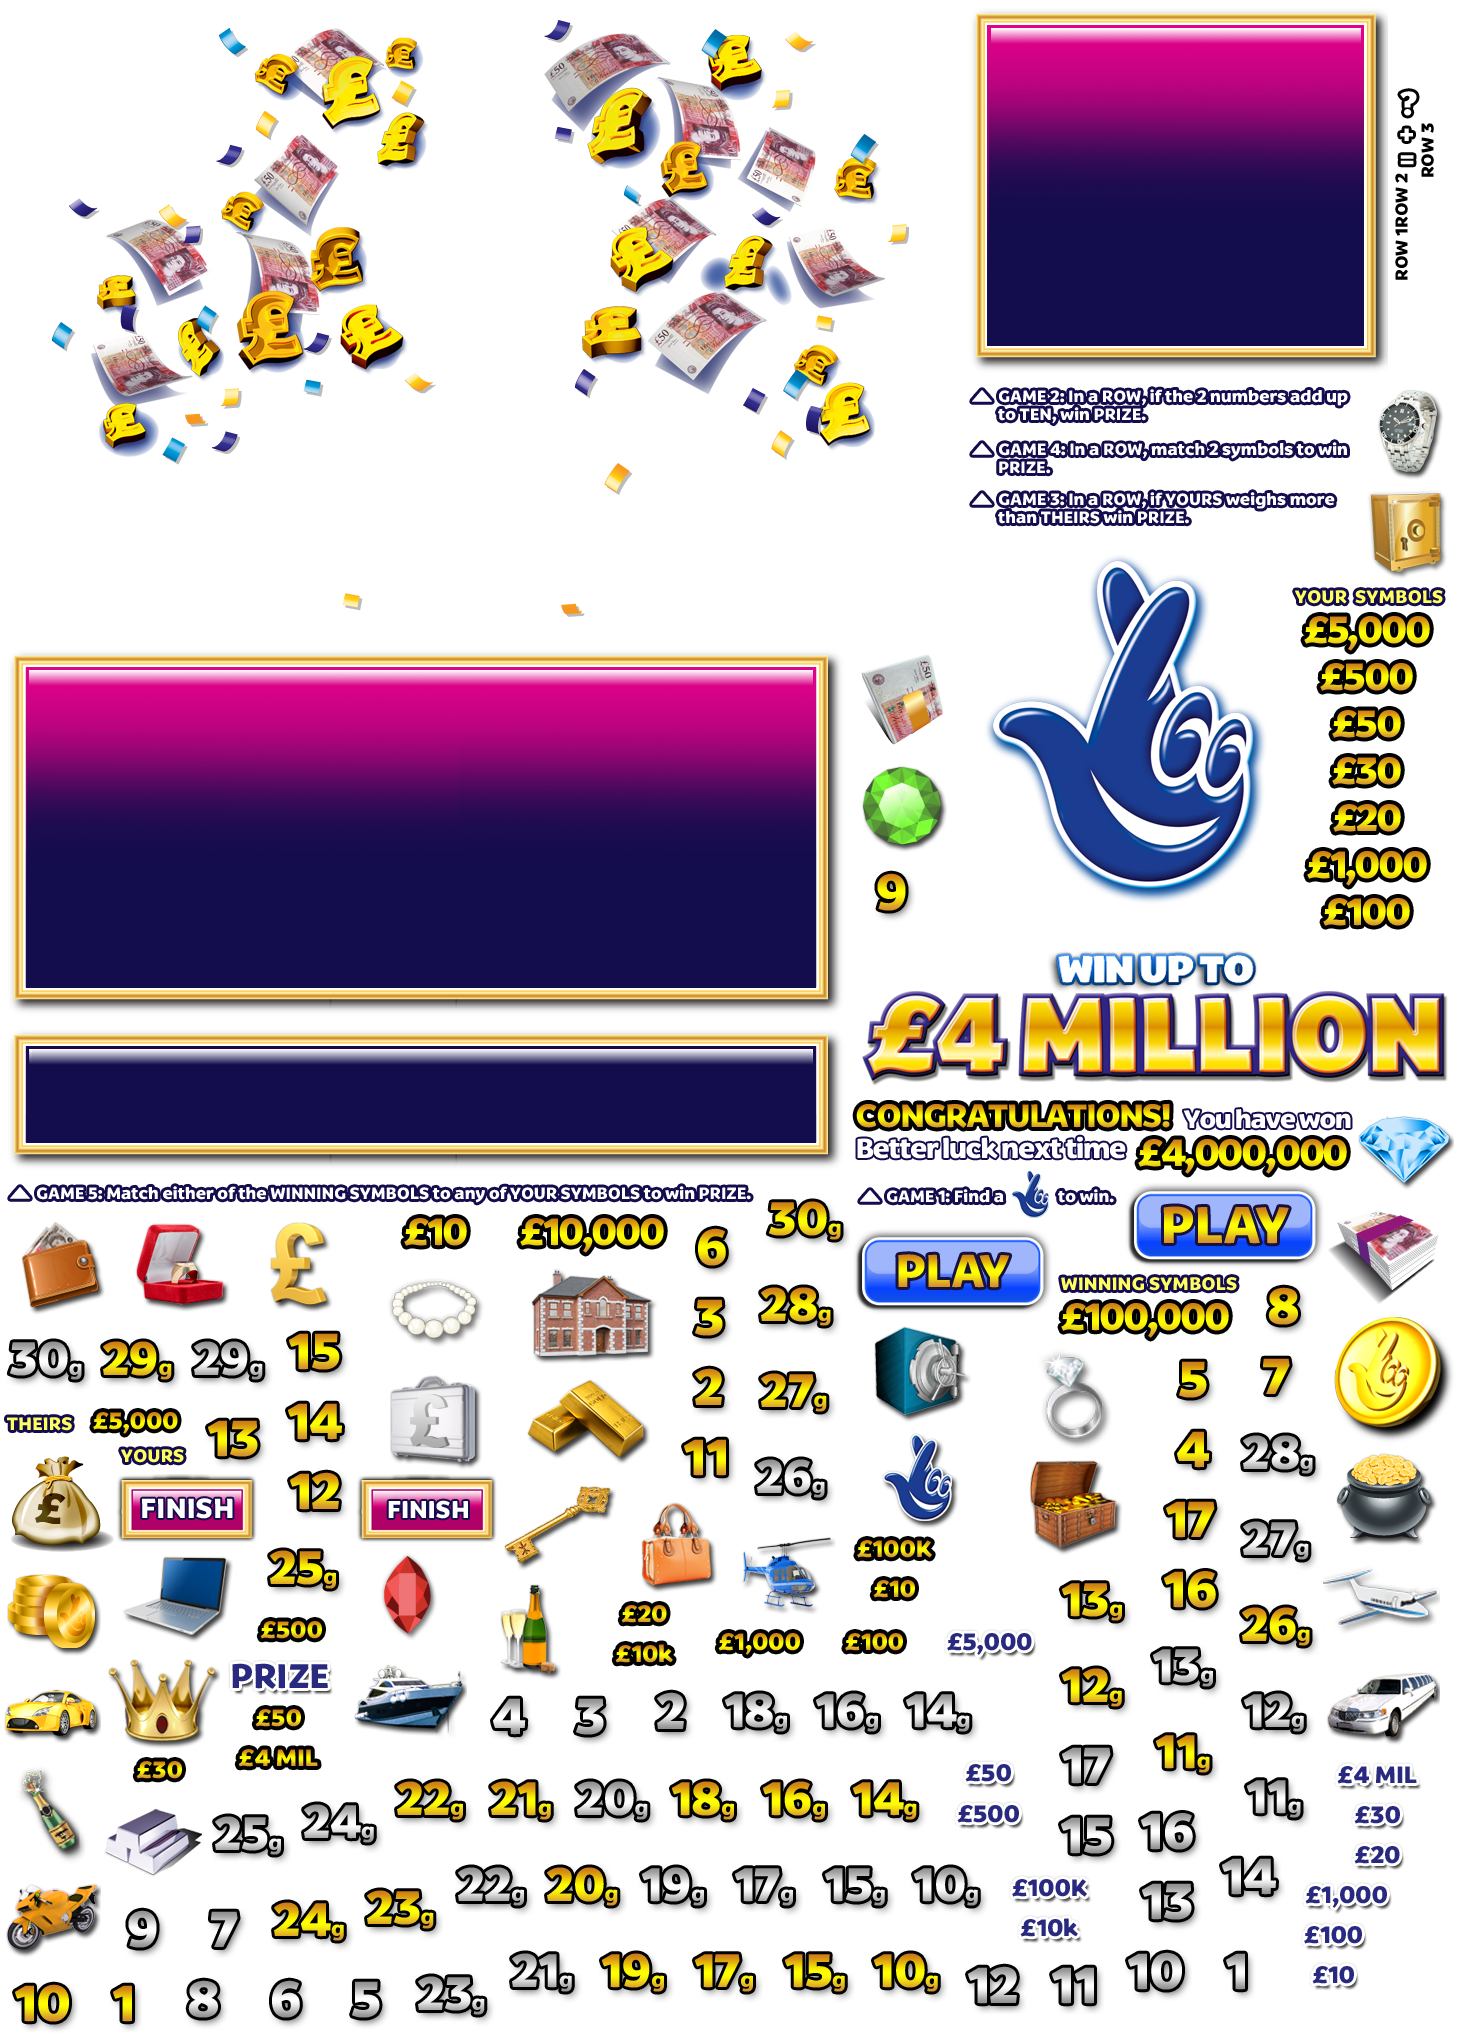 ROW 1
ROW 2
ROW 3
GAME 2: In a ROW, if the 2 numbers add up
to TEN, win PRIZE.
GAME 4: In a ROW, match 2 symbols to win
PRIZE.
GAME 3: In a ROW, if YOURS weighs more
than THEIRS win PRIZE.
YOUR SYMBOLS
£5,000
£500
£50
£30
£20
£1,000
£100
9
WIN UP TO
£4 MILLION
CONGRATULATIONS! You have won
Better luck next time £4,000,000
GAME 5: Match either of the WINNING SYMBOLS to any of YOUR SYMBOLS to win PRIZE.
GAME 1: Find a to win.
£10 £10,000 6 30g
PLAY
PLAY
WINNING SYMBOLS
£100,000 8
3 28g
30g 29g 29g 15
2 27g
5 7
THEIRS £5,000
YOURS 13 14
11 26g
4 28g
FINISH 12 FINISH
17 27g
£100K
£10
25g
£500
£20
£10k £1,000 £100 £5,000
13g 16 26g
PRIZE
£50
£4 MIL
£30
4 3 2 18g 16g 14g
12g 13g 12g
17 11g 11g
£50
£500
£4 MIL
£30
£20
25g 24g 22g 21g 20g 18g 16g 14g
15 16
22g 20g 19g 17g 15g 10g
£100K
£10k
13 14
£1,000
£100
£10
9 7 24g 23g
10 1 8 6 5 23g 21g 19g 17g 15g 10g 12 11 10 1